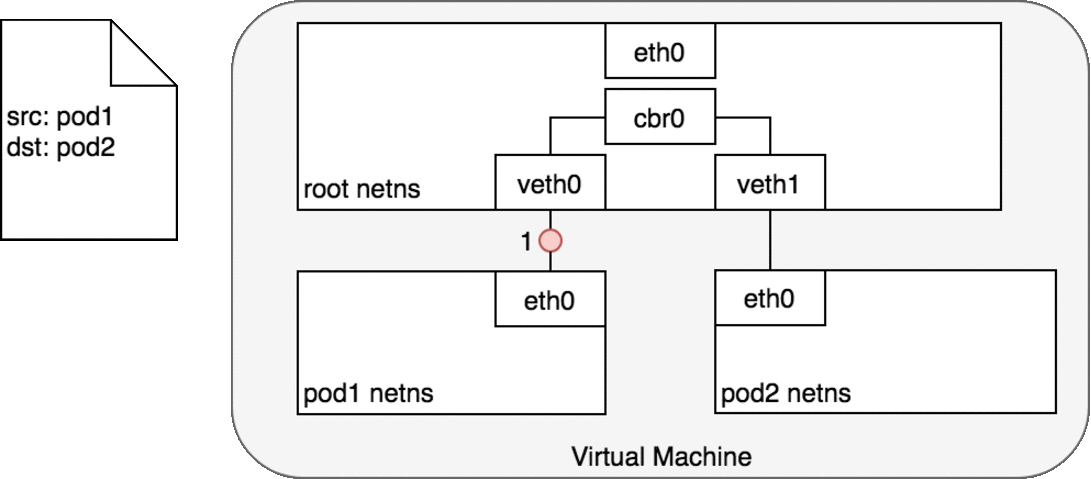 src: pod1
dst: pod2
eth0
cbr0
root netns
veth0
veth1
1
eth0
eth0
pod1 netns
pod2 netns
Virtual Machine